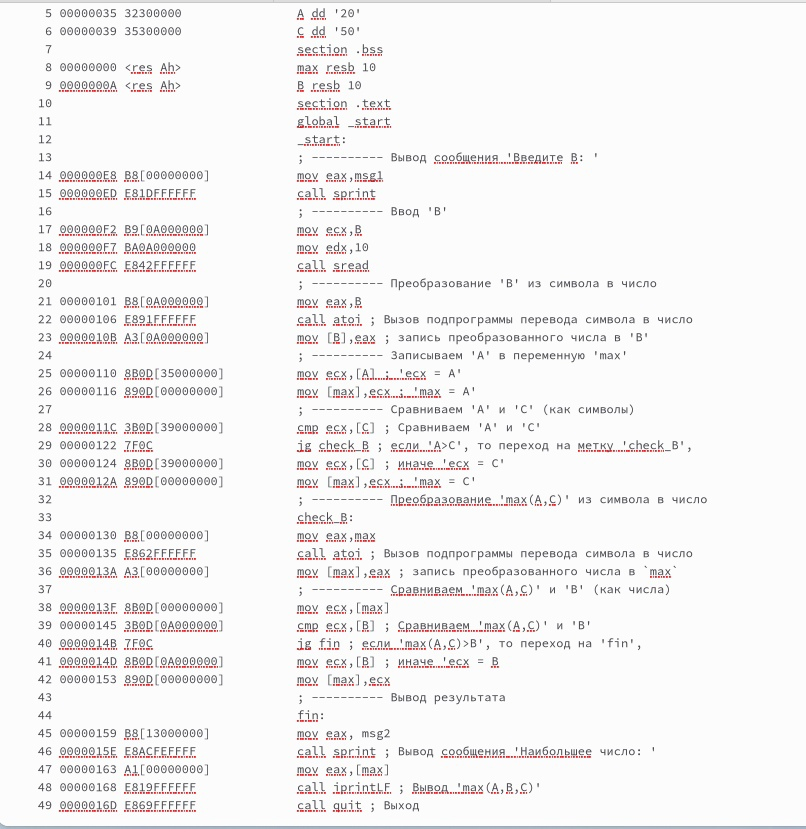 5 00000035 32300000 A dd '20'
6 00000039 35300000 C dd '50'
7 section .bss
8 00000000 <res Ah> max resb 10
9 0000000A <res Ah> B resb 10
10 section .text
11 global _start
12 _start:
13 ; ---------- Вывод сообщения 'Введите B: '
14 000000E8 B8[00000000] mov eax,msg1
15 000000ED E81DFFFFFF call sprint
16 ; ---------- Ввод 'B'
17 000000F2 B9[0A000000] mov ecx,B
18 000000F7 BA0A000000 mov edx,10
19 000000FC E842FFFFFF call sread
20 ; ---------- Преобразование 'B' из символа в число
21 00000101 B8[0A000000] mov eax,B
22 00000106 E891FFFFFF call atoi ; Вызов подпрограммы перевода символа в число
23 0000010B A3[0A000000] mov [B],eax ; запись преобразованного числа в 'B'
24 ; ---------- Записываем 'A' в переменную 'max'
25 00000110 8B0D[35000000] mov ecx,[A] ; 'ecx = A'
26 00000116 890D[00000000] mov [max],ecx ; 'max = A'
27 ; ---------- Сравниваем 'A' и 'C' (как символы)
28 0000011C 3B0D[39000000] cmp ecx,[C] ; Сравниваем 'A' и 'C'
29 00000122 7F0C jg check_B ; если 'A>C', то переход на метку 'check_B',
30 00000124 8B0D[39000000] mov ecx,[C] ; иначе 'ecx = C'
31 0000012A 890D[00000000] mov [max],ecx ; 'max = C'
32 ; ---------- Преобразование 'max(A,C)' из символа в число
33 check_B:
34 00000130 B8[00000000] mov eax,max
35 00000135 E862FFFFFF call atoi ; Вызов подпрограммы перевода символа в число
36 0000013A A3[00000000] mov [max],eax ; запись преобразованного числа в `max`
37 ; ---------- Сравниваем 'max(A,C)' и 'B' (как числа)
38 0000013F 8B0D[00000000] mov ecx,[max]
39 00000145 3B0D[0A000000] cmp ecx,[B] ; Сравниваем 'max(A,C)' и 'B'
40 0000014B 7F0C jg fin ; если 'max(A,C)>B', то переход на 'fin',
41 0000014D 8B0D[0A000000] mov ecx,[B] ; иначе 'ecx = B
42 00000153 890D[00000000] mov [max],ecx
43 ; ---------- Вывод результата
44 fin:
45 00000159 B8[13000000] mov eax, msg2
46 0000015E E8ACFEFFFF call sprint ; Вывод сообщения 'Наибольшее число: '
47 00000163 A1[00000000] mov eax,[max]
48 00000168 E819FFFFFF call iprintLF ; Вывод 'max(A,B,C)'
49 0000016D E869FFFFFF call quit ; Выход